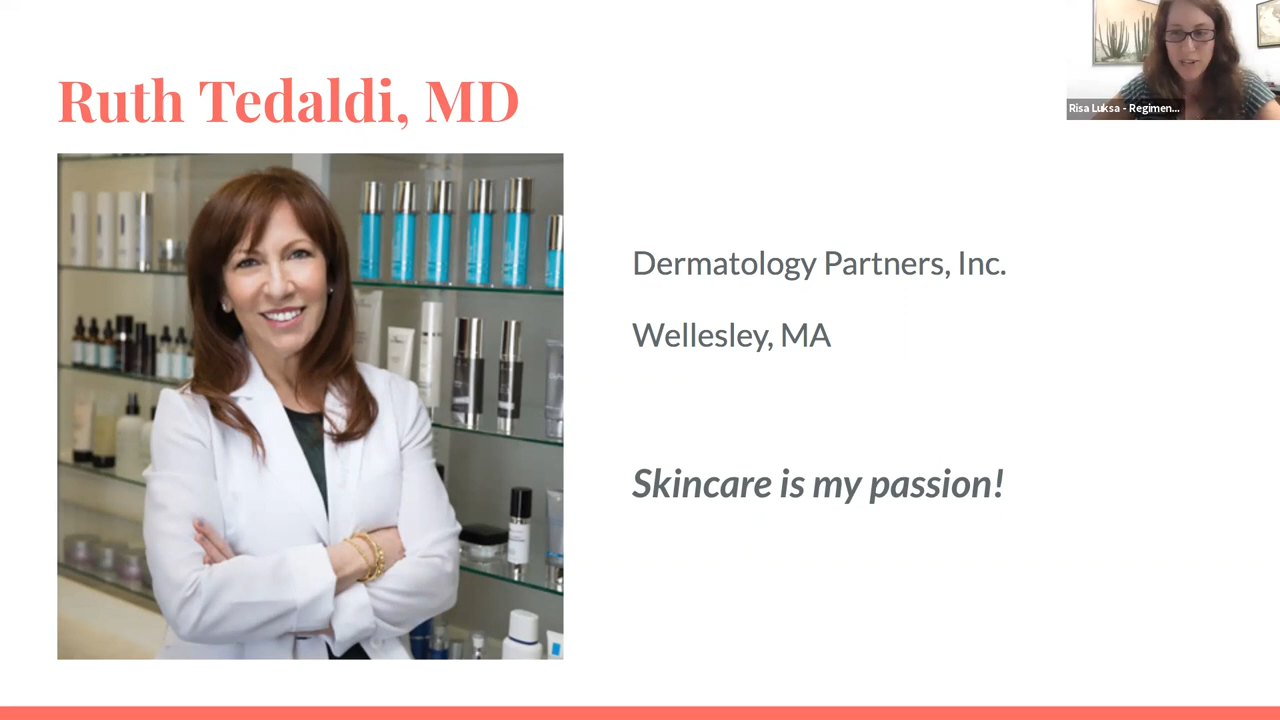 Ruth Tedaldi, MD
Risa Luksa - Regimen...
Dermatology Partners, Inc.
Wellesley, MA
Skincare is my passion!